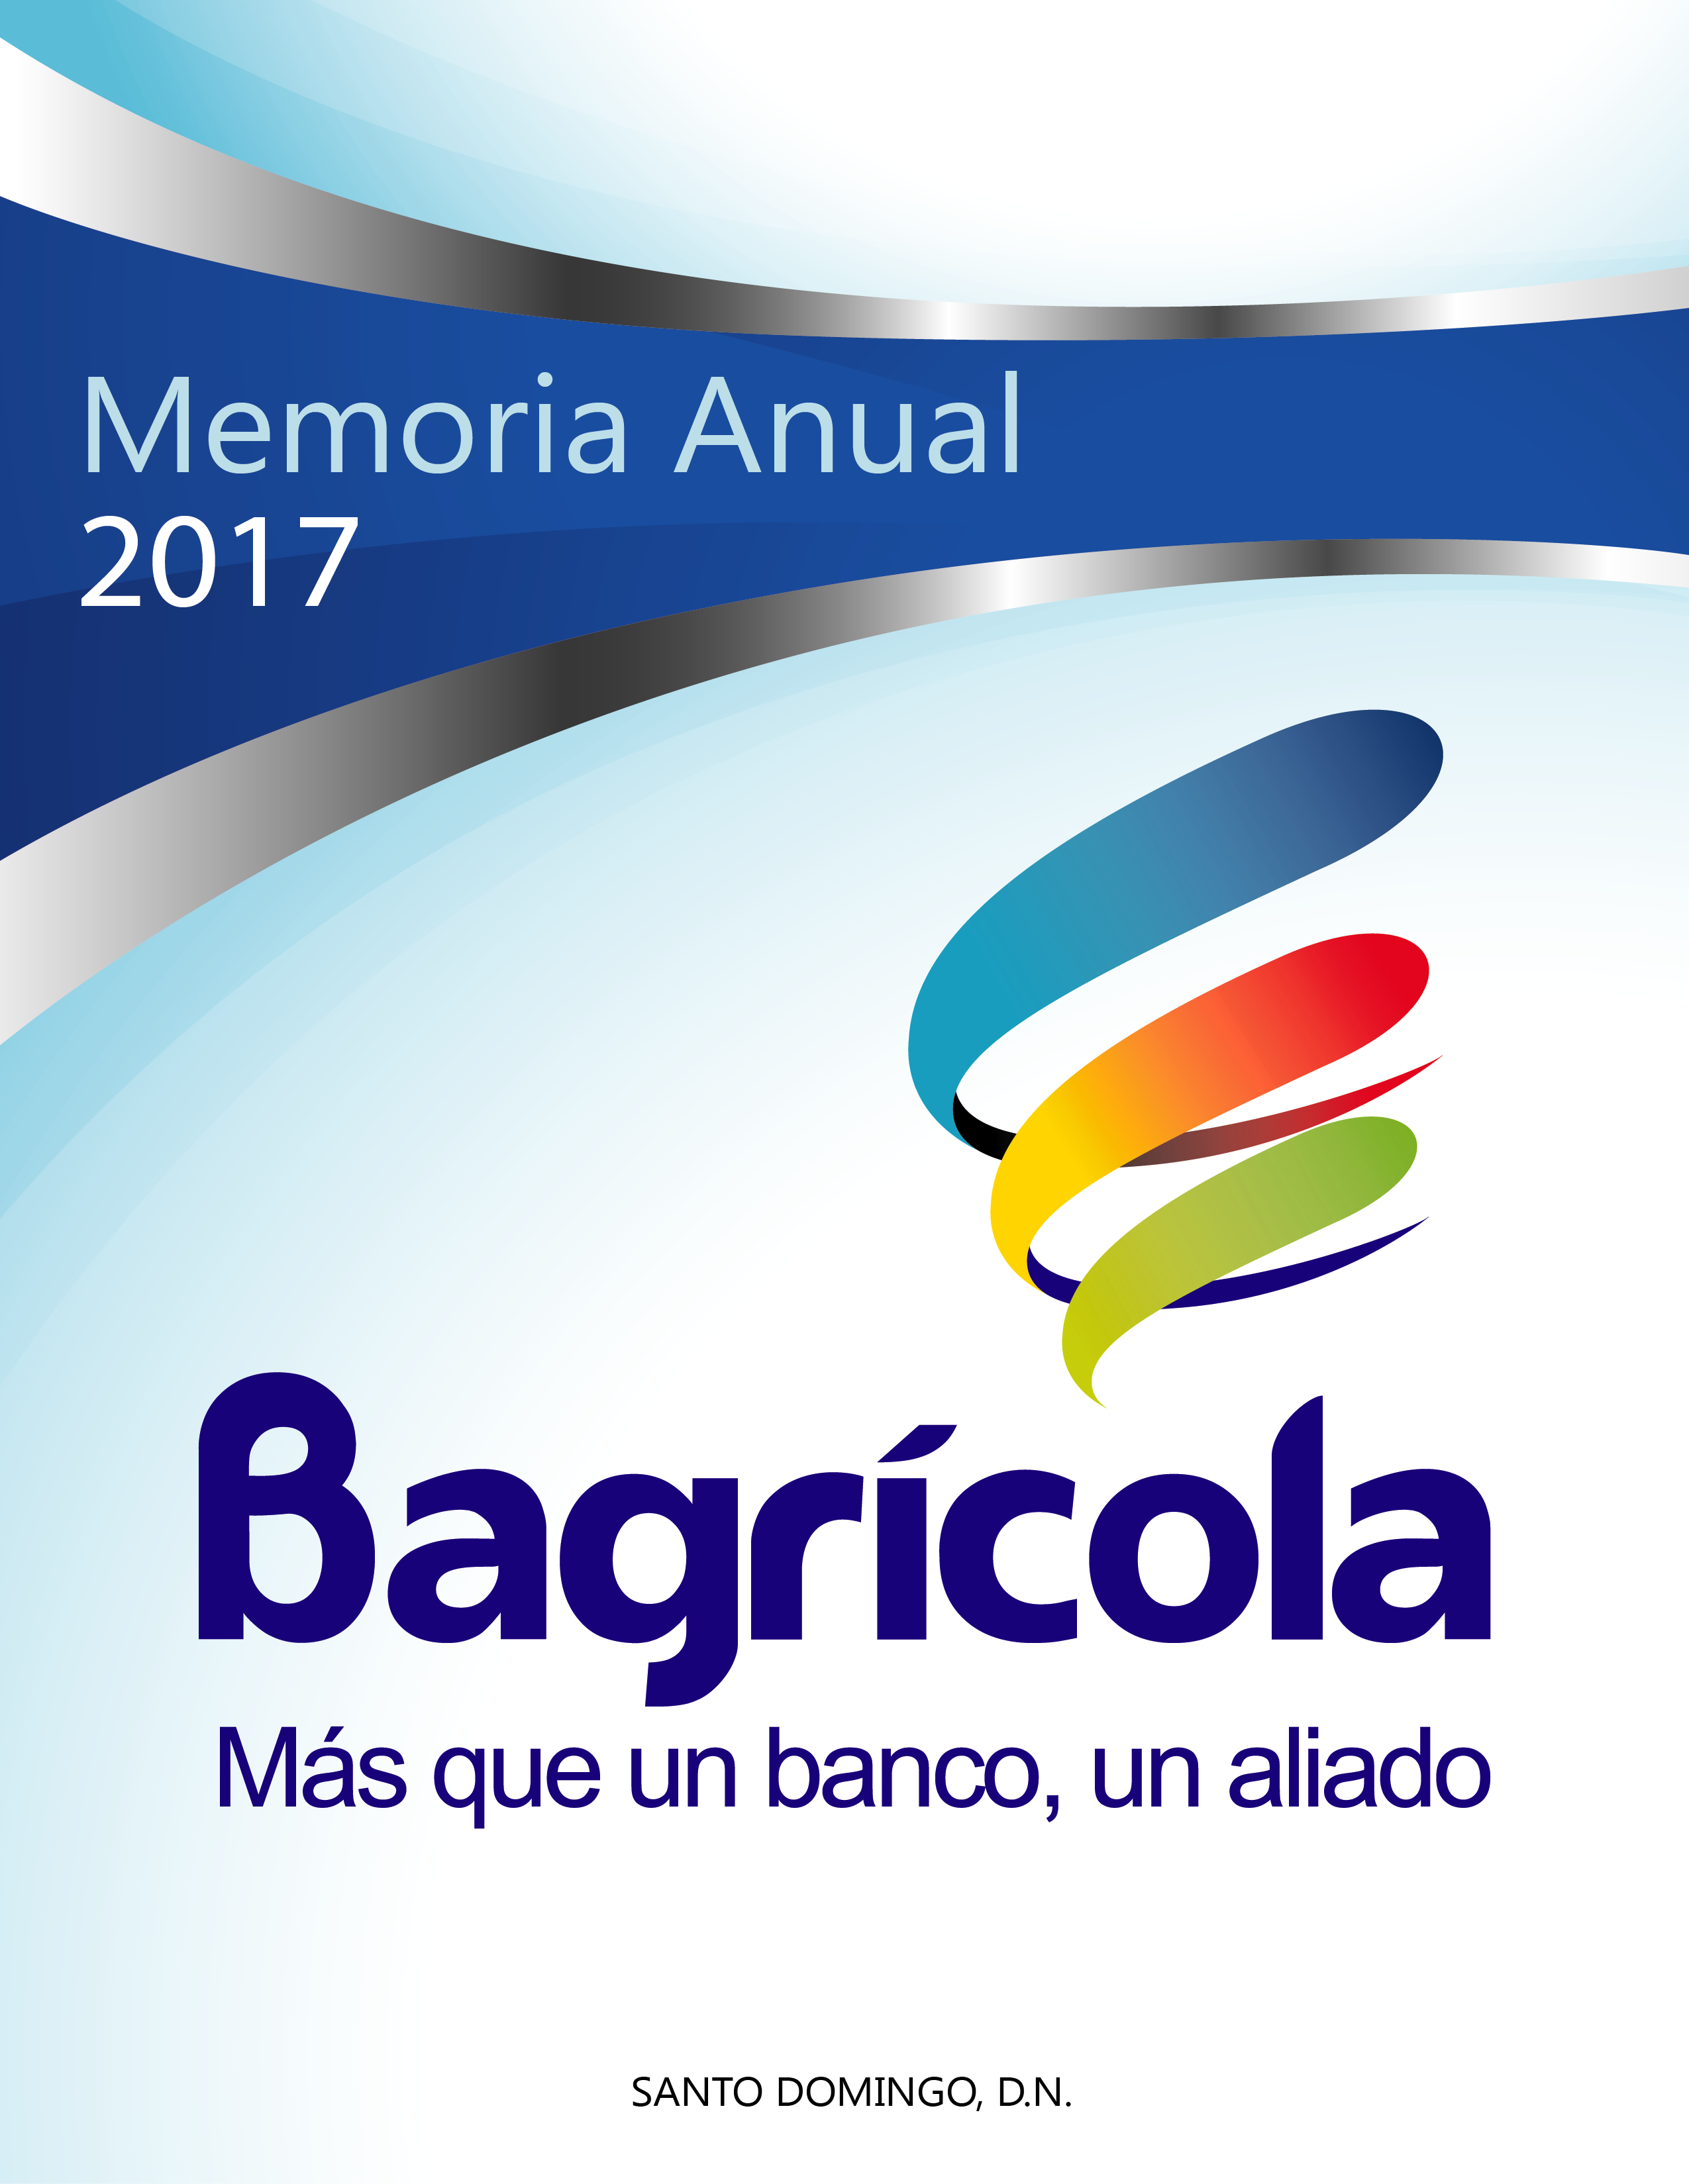 Memoria Anual
2017
Bagrícola
Más que un banco, un aliado
SANTO DOMINGO, D.N.